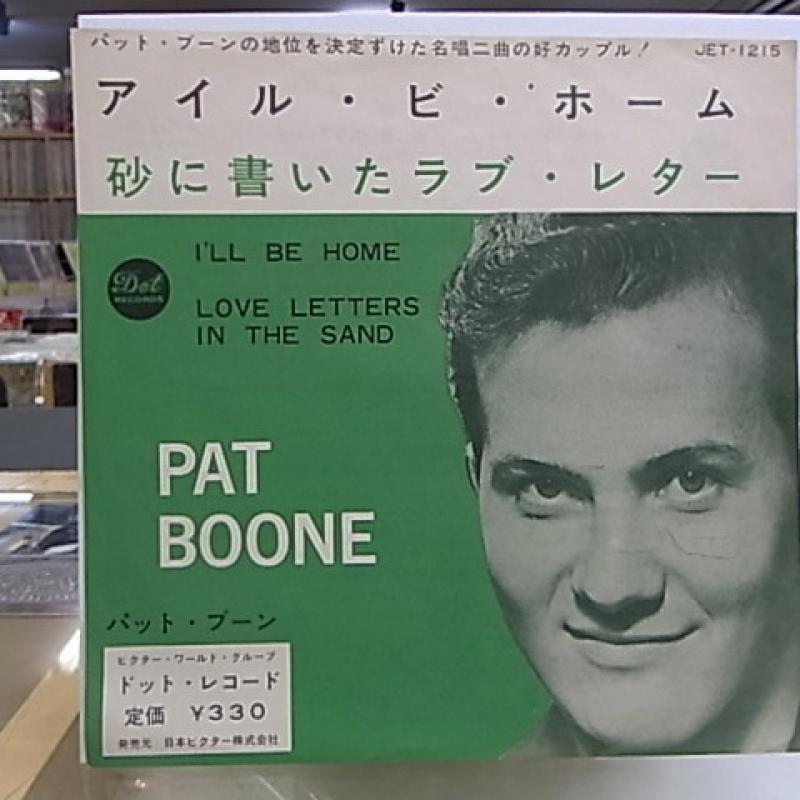 パット・ブーンの地位を決定ずけた名唱二曲の好カップル!
JET-1215
アイル・ビ・ホーム
砂に書いたラブ・レター
Dot
RECORDS
I'LL BE HOME
LOVE LETTERS
IN THE SAND
PAT
BOONE
パット・ブーン
ビクター・ワールド・グループ
ドット・レコード
定価 ¥330
発売元 日本ビクター株式会社